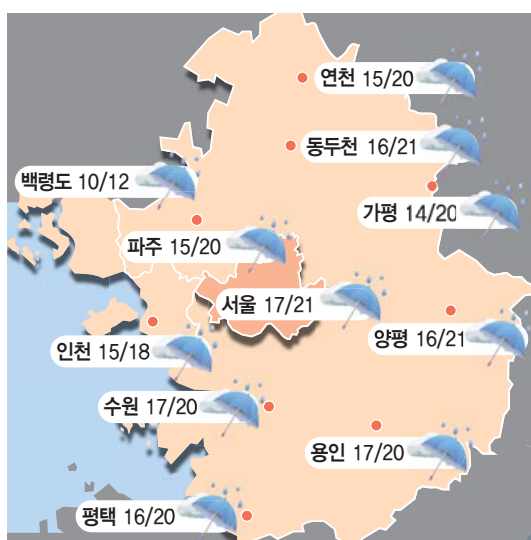 연천 15/20
동두천 16/21
백령도 10/12
가평 14/20
파주 15/20
서울 17/21
양평 16/21
인천 15/18
수원 17/20
용인 17/20
평택 16/20